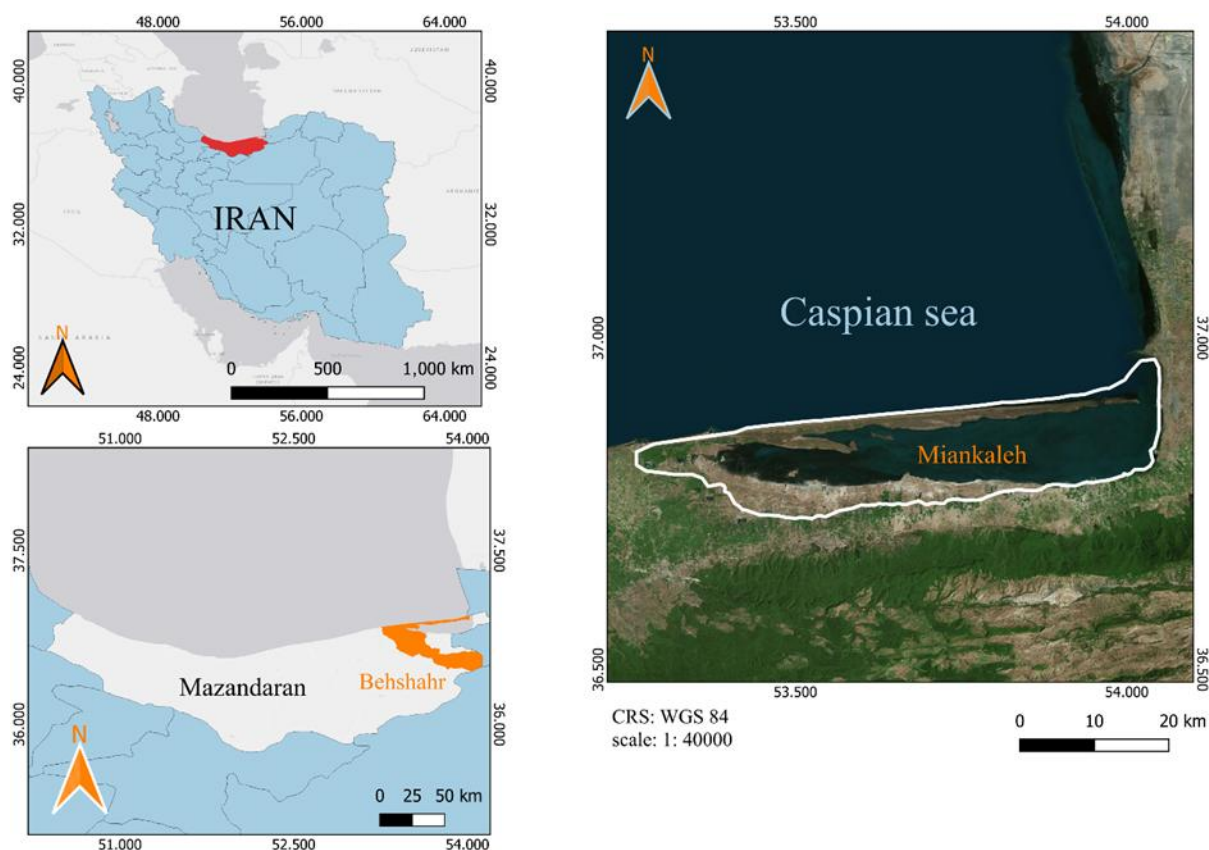 48.000 56.000 64.000
40.000 40.000
IRAN
32.000 32.000
N
0 500 1,000 km
24.000 24.000
48.000 56.000 64.000
51.000 52.500 54.000
37.500 37.500
Mazandaran
Behshahr
36.000 36.000
N
0 25 50 km
51.000 52.500 54.000
53.500 54.000
N
Caspian sea
37.000 37.000
Miankaleh
36.500 36.500
53.500 54.000
CRS: WGS 84
scale: 1: 40000
0 10 20 km